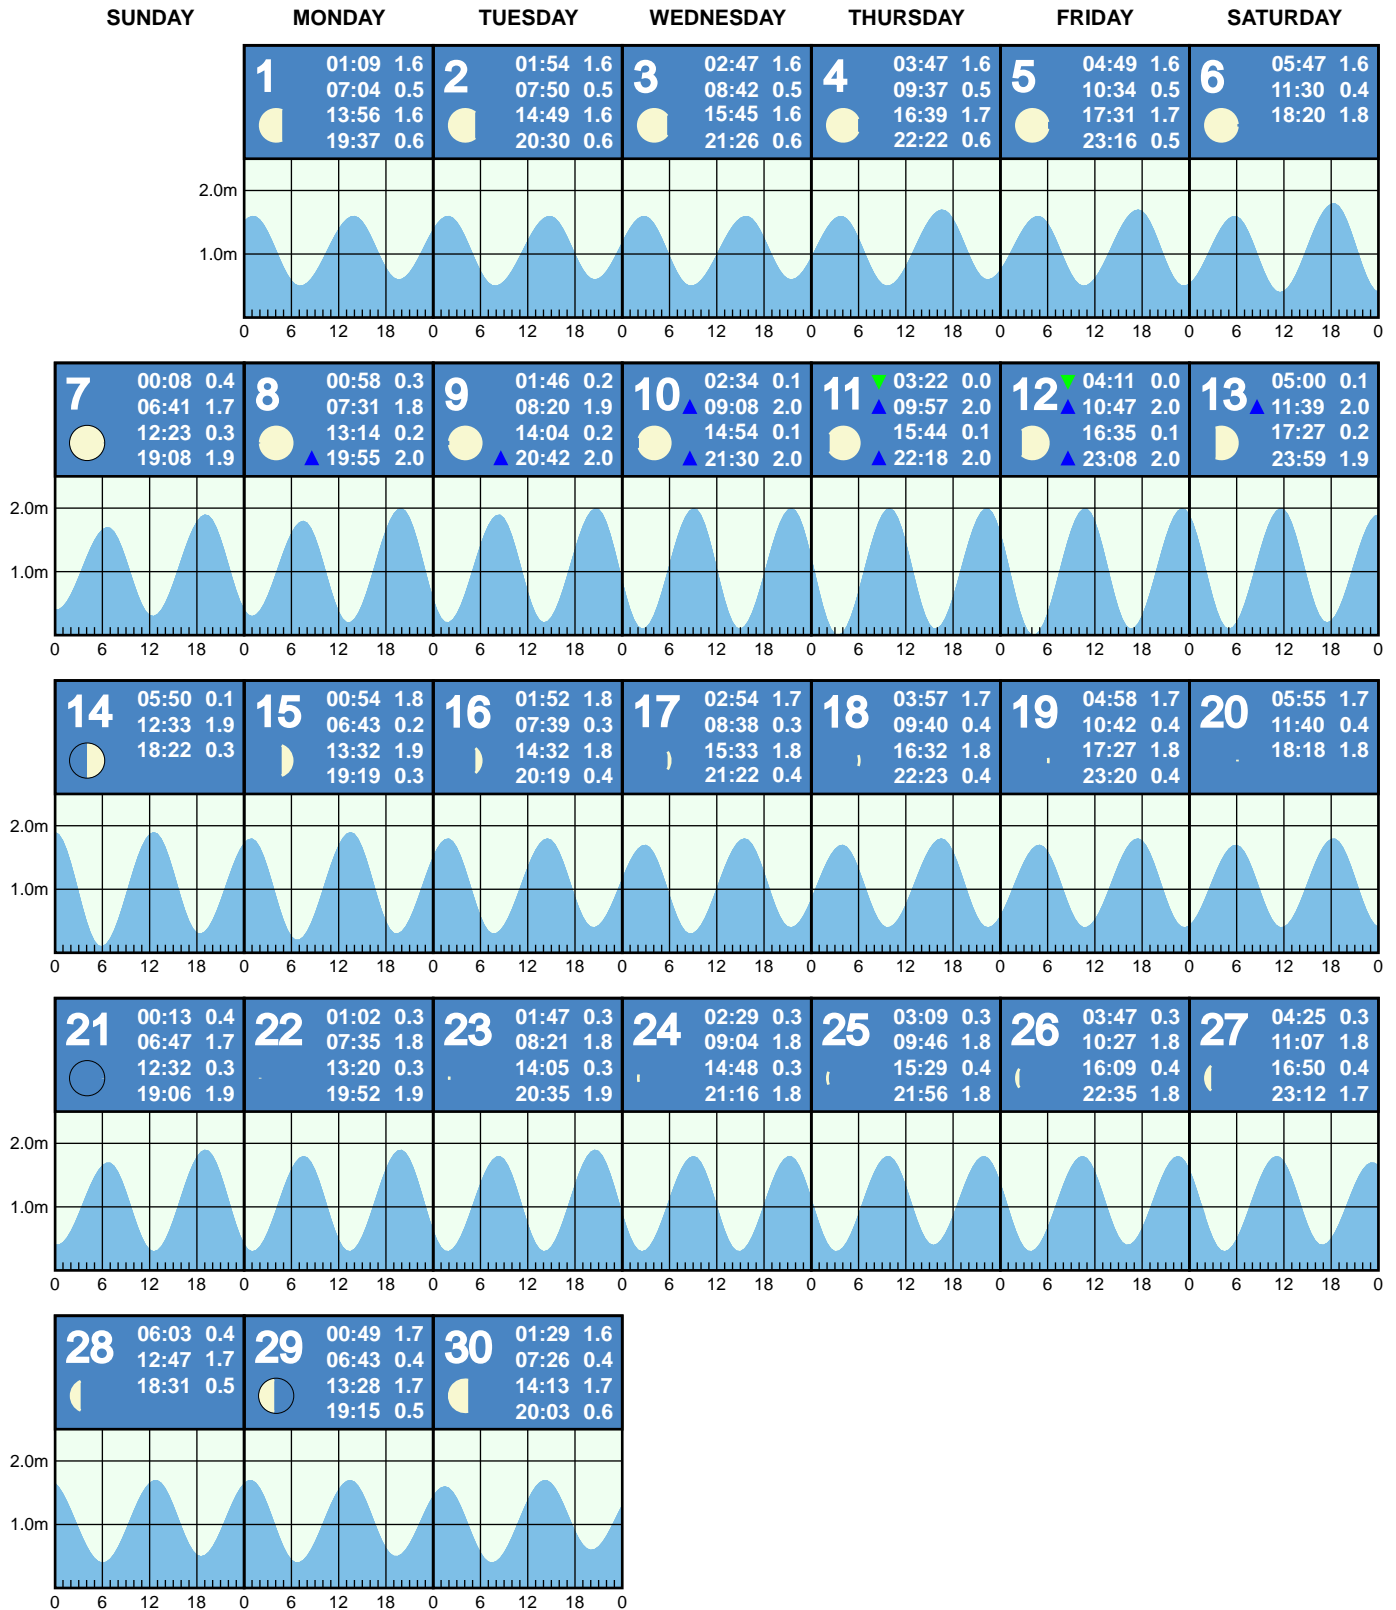 SUNDAY MONDAY TUESDAY WEDNESDAY THURSDAY FRIDAY SATURDAY
1 01:09 1.6
07:04 0.5
13:56 1.6
19:37 0.6
2 01:54 1.6
07:50 0.5
14:49 1.6
20:30 0.6
3 02:47 1.6
08:42 0.5
15:45 1.6
21:26 0.6
4 03:47 1.6
09:37 0.5
16:39 1.7
22:22 0.6
5 04:49 1.6
10:34 0.5
17:31 1.7
23:16 0.5
6 05:47 1.6
11:30 0.4
18:20 1.8
2.0m
1.0m
0 6 12 18 0 6 12 18 0 6 12 18 0 6 12 18 0 6 12 18 0 6 12 18 0
7 00:08 0.4
06:41 1.7
12:23 0.3
19:08 1.9
8 00:58 0.3
07:31 1.8
13:14 0.2
19:55 2.0
9 01:46 0.2
08:20 1.9
14:04 0.2
20:42 2.0
10 02:34 0.1
09:08 2.0
14:54 0.1
21:30 2.0
11 03:22 0.0
09:57 2.0
15:44 0.1
22:18 2.0
12 04:11 0.0
10:47 2.0
16:35 0.1
23:08 2.0
13 05:00 0.1
11:39 2.0
17:27 0.2
23:59 1.9
2.0m
1.0m
0 6 12 18 0 6 12 18 0 6 12 18 0 6 12 18 0 6 12 18 0 6 12 18 0 6 12 18 0
14 05:50 0.1
12:33 1.9
18:22 0.3
15 00:54 1.8
06:43 0.2
13:32 1.9
19:19 0.3
16 01:52 1.8
07:39 0.3
14:32 1.8
20:19 0.4
17 02:54 1.7
08:38 0.3
15:33 1.8
21:22 0.4
18 03:57 1.7
09:40 0.4
16:32 1.8
22:23 0.4
19 04:58 1.7
10:42 0.4
17:27 1.8
23:20 0.4
20 05:55 1.7
11:40 0.4
18:18 1.8
2.0m
1.0m
0 6 12 18 0 6 12 18 0 6 12 18 0 6 12 18 0 6 12 18 0 6 12 18 0 6 12 18 0
21 00:13 0.4
06:47 1.7
12:32 0.3
19:06 1.9
22 01:02 0.3
07:35 1.8
13:20 0.3
19:52 1.9
23 01:47 0.3
08:21 1.8
14:05 0.3
20:35 1.9
24 02:29 0.3
09:04 1.8
14:48 0.3
21:16 1.8
25 03:09 0.3
09:46 1.8
15:29 0.4
21:56 1.8
26 03:47 0.3
10:27 1.8
16:09 0.4
22:35 1.8
27 04:25 0.3
11:07 1.8
16:50 0.4
23:12 1.7
2.0m
1.0m
0 6 12 18 0 6 12 18 0 6 12 18 0 6 12 18 0 6 12 18 0 6 12 18 0 6 12 18 0
28 06:03 0.4
12:47 1.7
18:31 0.5
29 00:49 1.7
06:43 0.4
13:28 1.7
19:15 0.5
30 01:29 1.6
07:26 0.4
14:13 1.7
20:03 0.6
2.0m
1.0m
0 6 12 18 0 6 12 18 0 6 12 18 0